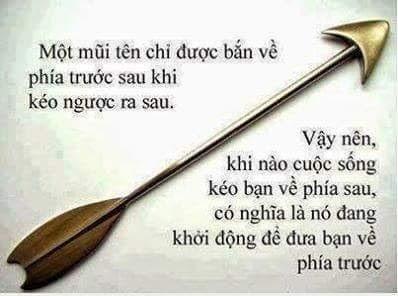 Một mũi tên chỉ được bắn về
phía trước sau khi
kéo ngược ra sau.
Vậy nên,
khi nào cuộc sống
kéo bạn về phía sau,
có nghĩa là nó đang
khởi động để đưa bạn về
phía trước